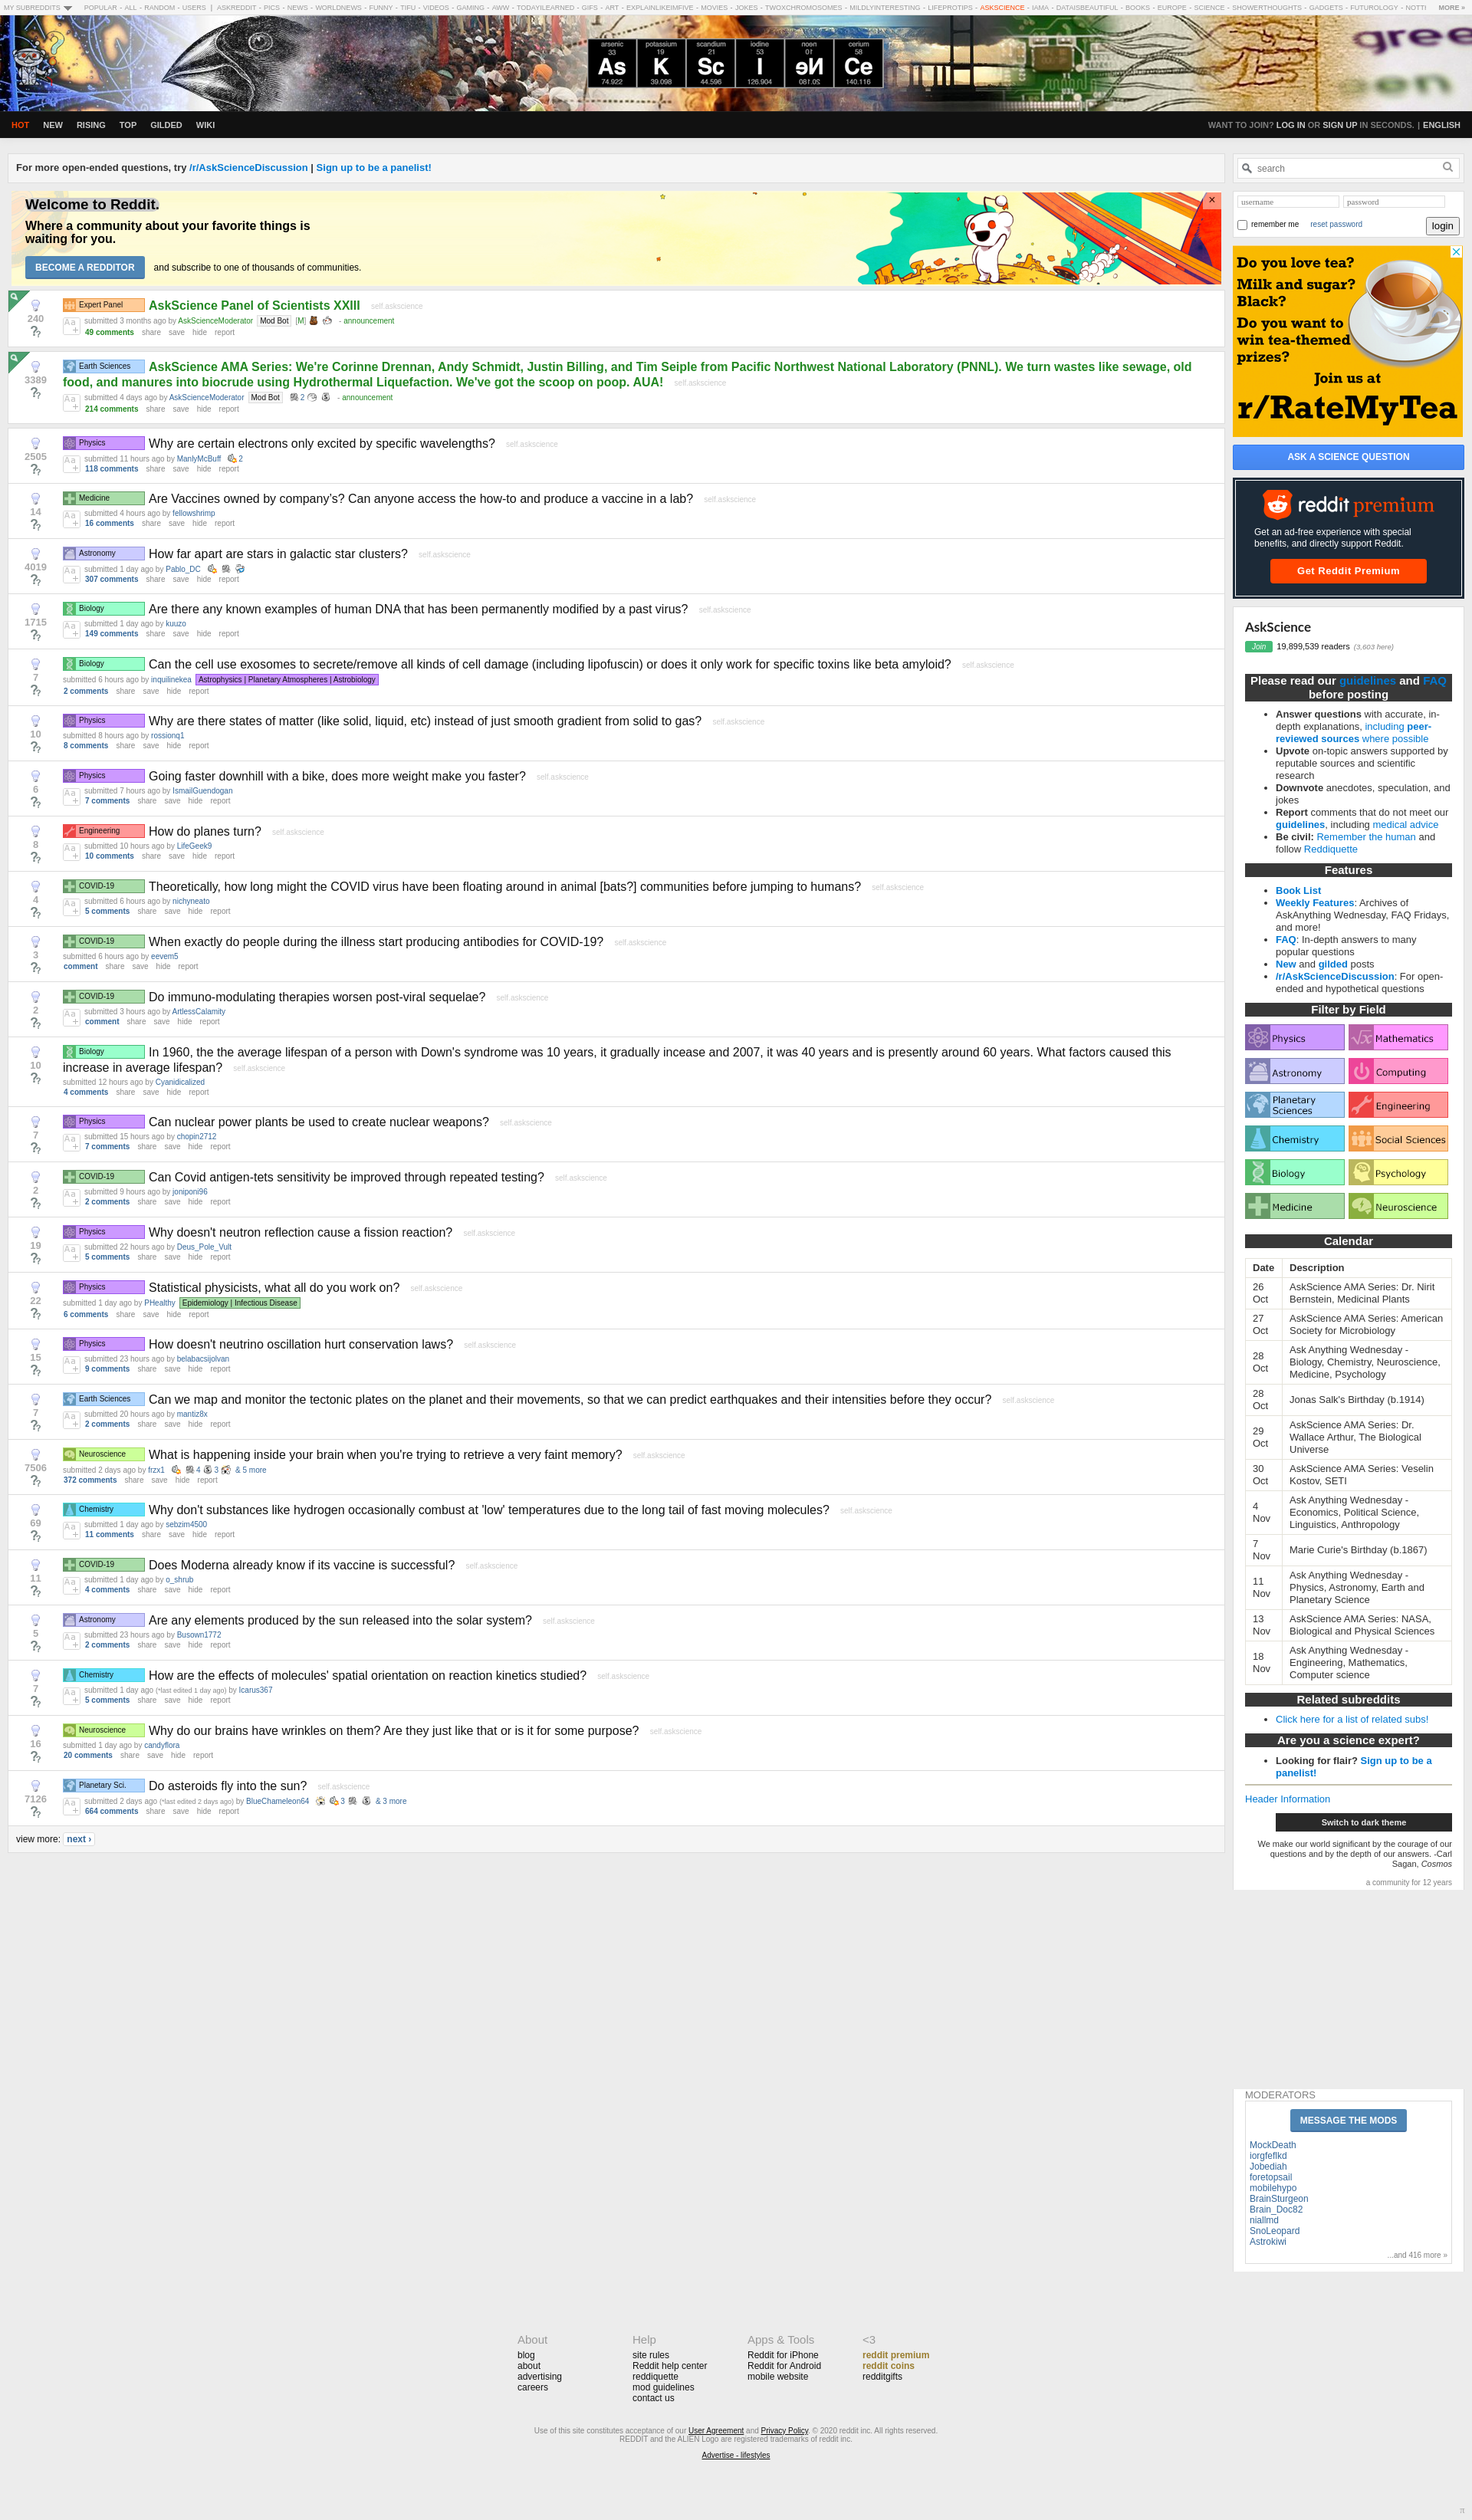 MY SUBREDDITS POPULAR - ALL - RANDOM - USERS | ASKREDDIT - PICS - NEWS - WORLDNEWS - FUNNY - TIFU - VIDEOS - GAMING - AWW - TODAYILEARNED - GIFS - ART - EXPLAINLIKEIMFIVE - MOVIES - JOKES - TWOXCHROMOSOMES - MILDLYINTERESTING - LIFEPROTIPS - ASKSCIENCE - IAMA - DATAISBEAUTIFUL - BOOKS - EUROPE - SCIENCE - SHOWERTHOUGHTS - GADGETS - FUTUROLOGY - NOTTI MORE »
arsenic 33 As 74.922
potassium 19 K 39.098
scandium 21 Sc 44.596
iodine 53 I 126.904
cerium 58 Ce 140.116
HOT NEW RISING TOP GILDED WIKI
WANT TO JOIN? LOG IN OR SIGN UP IN SECONDS. | ENGLISH
For more open-ended questions, try /r/AskScienceDiscussion | Sign up to be a panelist!
Welcome to Reddit.
Where a community about your favorite things is
waiting for you.
BECOME A REDDITOR and subscribe to one of thousands of communities.
×
240
Expert Panel AskScience Panel of Scientists XXIII self.askscience
submitted 3 months ago by AskScienceModerator Mod Bot [M] - announcement
49 comments share save hide report
3389
Earth Sciences AskScience AMA Series: We're Corinne Drennan, Andy Schmidt, Justin Billing, and Tim Seiple from Pacific Northwest National Laboratory (PNNL). We turn wastes like sewage, old
food, and manures into biocrude using Hydrothermal Liquefaction. We've got the scoop on poop. AUA! self.askscience
submitted 4 days ago by AskScienceModerator Mod Bot 2 - announcement
214 comments share save hide report
2505
Physics Why are certain electrons only excited by specific wavelengths? self.askscience
submitted 11 hours ago by ManlyMcBuff 2
118 comments share save hide report
14
Medicine Are Vaccines owned by company's? Can anyone access the how-to and produce a vaccine in a lab? self.askscience
submitted 4 hours ago by fellowshrimp
16 comments share save hide report
4019
Astronomy How far apart are stars in galactic star clusters? self.askscience
submitted 1 day ago by Pablo_DC
307 comments share save hide report
1715
Biology Are there any known examples of human DNA that has been permanently modified by a past virus? self.askscience
submitted 1 day ago by kuuzo
149 comments share save hide report
7
Biology Can the cell use exosomes to secrete/remove all kinds of cell damage (including lipofuscin) or does it only work for specific toxins like beta amyloid? self.askscience
submitted 6 hours ago by inquilinekea Astrophysics | Planetary Atmospheres | Astrobiology
2 comments share save hide report
10
Physics Why are there states of matter (like solid, liquid, etc) instead of just smooth gradient from solid to gas? self.askscience
submitted 8 hours ago by rossionq1
8 comments share save hide report
6
Physics Going faster downhill with a bike, does more weight make you faster? self.askscience
submitted 7 hours ago by IsmailGuendogan
7 comments share save hide report
8
Engineering How do planes turn? self.askscience
submitted 10 hours ago by LifeGeek9
10 comments share save hide report
4
COVID-19 Theoretically, how long might the COVID virus have been floating around in animal [bats?] communities before jumping to humans? self.askscience
submitted 6 hours ago by nichyneato
5 comments share save hide report
3
COVID-19 When exactly do people during the illness start producing antibodies for COVID-19? self.askscience
submitted 6 hours ago by eevem5
comment share save hide report
2
COVID-19 Do immuno-modulating therapies worsen post-viral sequelae? self.askscience
submitted 3 hours ago by ArtlessCalamity
comment share save hide report
10
Biology In 1960, the the average lifespan of a person with Down's syndrome was 10 years, it gradually incease and 2007, it was 40 years and is presently around 60 years. What factors caused this
increase in average lifespan? self.askscience
submitted 12 hours ago by Cyanidicalized
4 comments share save hide report
7
Physics Can nuclear power plants be used to create nuclear weapons? self.askscience
submitted 15 hours ago by chopin2712
7 comments share save hide report
2
COVID-19 Can Covid antigen-tets sensitivity be improved through repeated testing? self.askscience
submitted 9 hours ago by joniponi96
2 comments share save hide report
19
Physics Why doesn't neutron reflection cause a fission reaction? self.askscience
submitted 22 hours ago by Deus_Pole_Vult
5 comments share save hide report
22
Physics Statistical physicists, what all do you work on? self.askscience
submitted 1 day ago by PHealthy Epidemiology | Infectious Disease
6 comments share save hide report
15
Physics How doesn't neutrino oscillation hurt conservation laws? self.askscience
submitted 23 hours ago by belabacsijolvan
9 comments share save hide report
7
Earth Sciences Can we map and monitor the tectonic plates on the planet and their movements, so that we can predict earthquakes and their intensities before they occur? self.askscience
submitted 20 hours ago by mantiz8x
2 comments share save hide report
7506
Neuroscience What is happening inside your brain when you're trying to retrieve a very faint memory? self.askscience
submitted 2 days ago by frzx1 4 3 & 5 more
372 comments share save hide report
69
Chemistry Why don't substances like hydrogen occasionally combust at 'low' temperatures due to the long tail of fast moving molecules? self.askscience
submitted 1 day ago by sebzim4500
11 comments share save hide report
11
COVID-19 Does Moderna already know if its vaccine is successful? self.askscience
submitted 1 day ago by o_shrub
4 comments share save hide report
5
Astronomy Are any elements produced by the sun released into the solar system? self.askscience
submitted 23 hours ago by Busown1772
2 comments share save hide report
7
Chemistry How are the effects of molecules' spatial orientation on reaction kinetics studied? self.askscience
submitted 1 day ago (*last edited 1 day ago) by Icarus367
5 comments share save hide report
16
Neuroscience Why do our brains have wrinkles on them? Are they just like that or is it for some purpose? self.askscience
submitted 1 day ago by candyflora
20 comments share save hide report
7126
Planetary Sci. Do asteroids fly into the sun? self.askscience
submitted 2 days ago (*last edited 2 days ago) by BlueChameleon64 3 & 3 more
664 comments share save hide report
view more: next ›
search
username password
remember me reset password login
Do you love tea?
Milk and sugar?
Black?
Do you want to
win tea-themed
prizes?
Join us at
r/RateMyTea
ASK A SCIENCE QUESTION
reddit premium
Get an ad-free experience with special
benefits, and directly support Reddit.
Get Reddit Premium
AskScience
Join 19,899,539 readers (3,603 here)
Please read our guidelines and FAQ
before posting
Answer questions with accurate, in-
depth explanations, including peer-
reviewed sources where possible
Upvote on-topic answers supported by
reputable sources and scientific
research
Downvote anecdotes, speculation, and
jokes
Report comments that do not meet our
guidelines, including medical advice
Be civil: Remember the human and
follow Reddiquette
Features
Book List
Weekly Features: Archives of
AskAnything Wednesday, FAQ Fridays,
and more!
FAQ: In-depth answers to many
popular questions
New and gilded posts
/r/AskScienceDiscussion: For open-
ended and hypothetical questions
Filter by Field
Physics Mathematics
Astronomy Computing
Planetary
Sciences Engineering
Chemistry Social Sciences
Biology Psychology
Medicine Neuroscience
Calendar
Date Description
26
Oct AskScience AMA Series: Dr. Nirit
Bernstein, Medicinal Plants
27
Oct AskScience AMA Series: American
Society for Microbiology
28
Oct Ask Anything Wednesday -
Biology, Chemistry, Neuroscience,
Medicine, Psychology
28
Oct Jonas Salk's Birthday (b.1914)
29
Oct AskScience AMA Series: Dr.
Wallace Arthur, The Biological
Universe
30
Oct AskScience AMA Series: Veselin
Kostov, SETI
4
Nov Ask Anything Wednesday -
Economics, Political Science,
Linguistics, Anthropology
7
Nov Marie Curie's Birthday (b.1867)
11
Nov Ask Anything Wednesday -
Physics, Astronomy, Earth and
Planetary Science
13
Nov AskScience AMA Series: NASA,
Biological and Physical Sciences
18
Nov Ask Anything Wednesday -
Engineering, Mathematics,
Computer science
Related subreddits
Click here for a list of related subs!
Are you a science expert?
Looking for flair? Sign up to be a
panelist!
Header Information
Switch to dark theme
We make our world significant by the courage of our
questions and by the depth of our answers. -Carl
Sagan, Cosmos
a community for 12 years
MODERATORS
MESSAGE THE MODS
MockDeath
iorgfeflkd
Jobediah
foretopsail
mobilehypo
BrainSturgeon
Brain_Doc82
niallmd
SnoLeopard
Astrokiwi
...and 416 more »
About
blog
about
advertising
careers
Help
site rules
Reddit help center
reddiquette
mod guidelines
contact us
Apps & Tools
Reddit for iPhone
Reddit for Android
mobile website
<3
reddit premium
reddit coins
redditgifts
Use of this site constitutes acceptance of our User Agreement and Privacy Policy. © 2020 reddit inc. All rights reserved.
REDDIT and the ALIEN Logo are registered trademarks of reddit inc.
Advertise - lifestyles
π